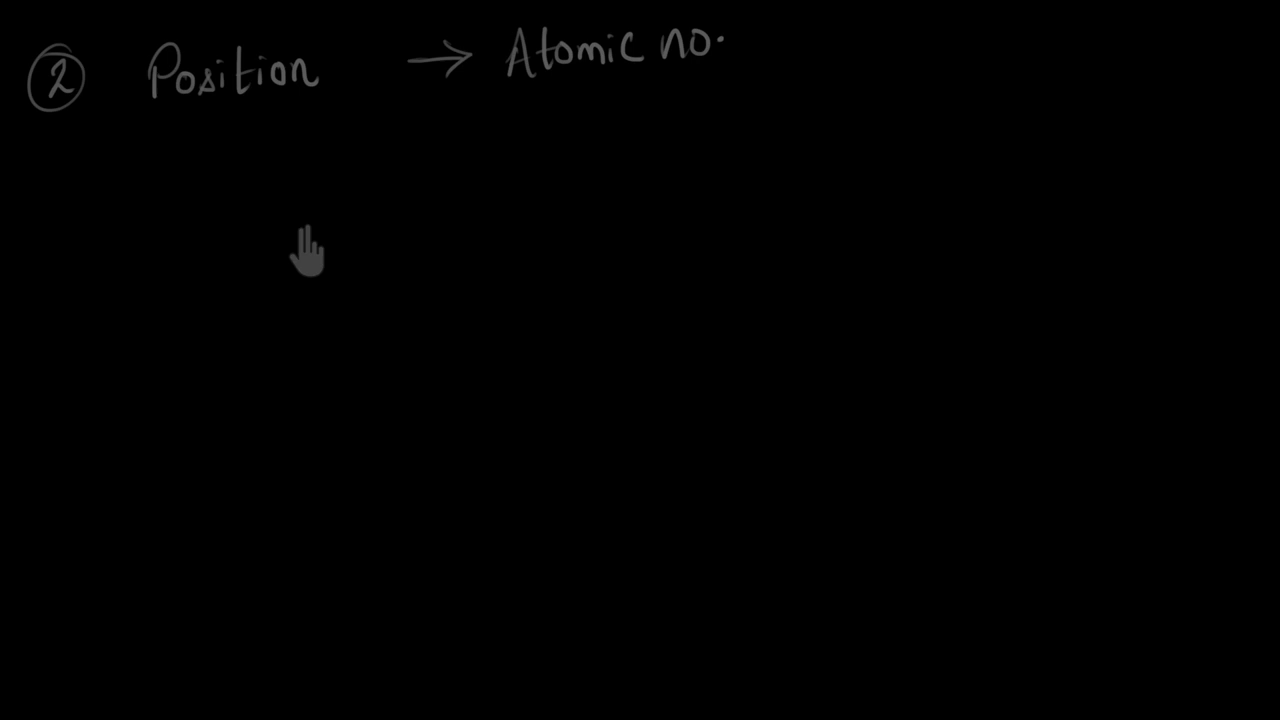 ② Position → Atomic no.